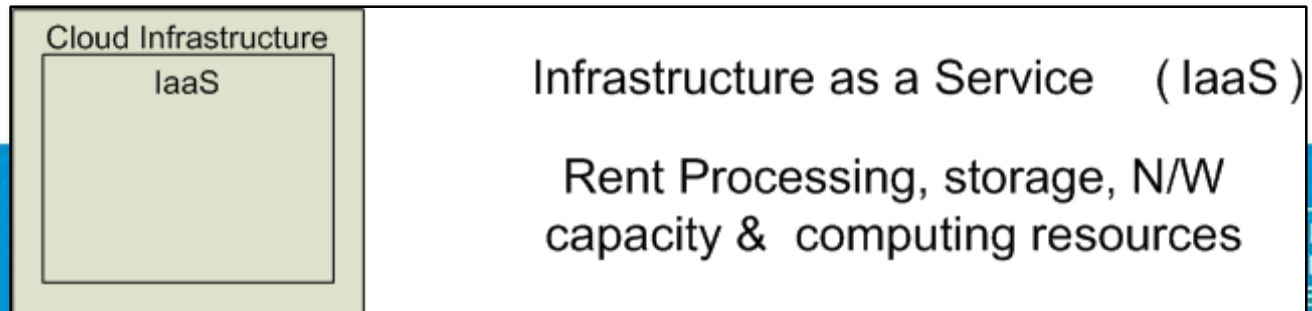 Cloud Infrastructure
IaaS
Infrastructure as a Service ( IaaS )
Rent Processing, storage, N/W
capacity & computing resources